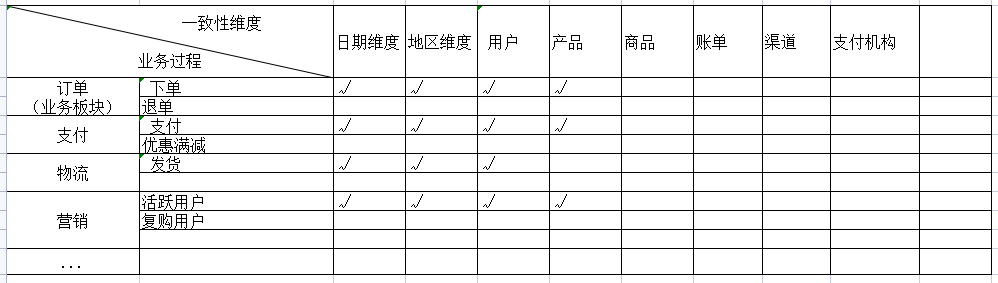 一致性维度
业务过程
日期维度 地区维度 用户 产品 商品 账单 渠道 支付机构
订单
（业务板块）
下单 √ √ √ √
退单
支付
支付 √ √ √ √
优惠满减
物流
发货 √ √ √
营销
活跃用户 √ √ √ √
复购用户
...